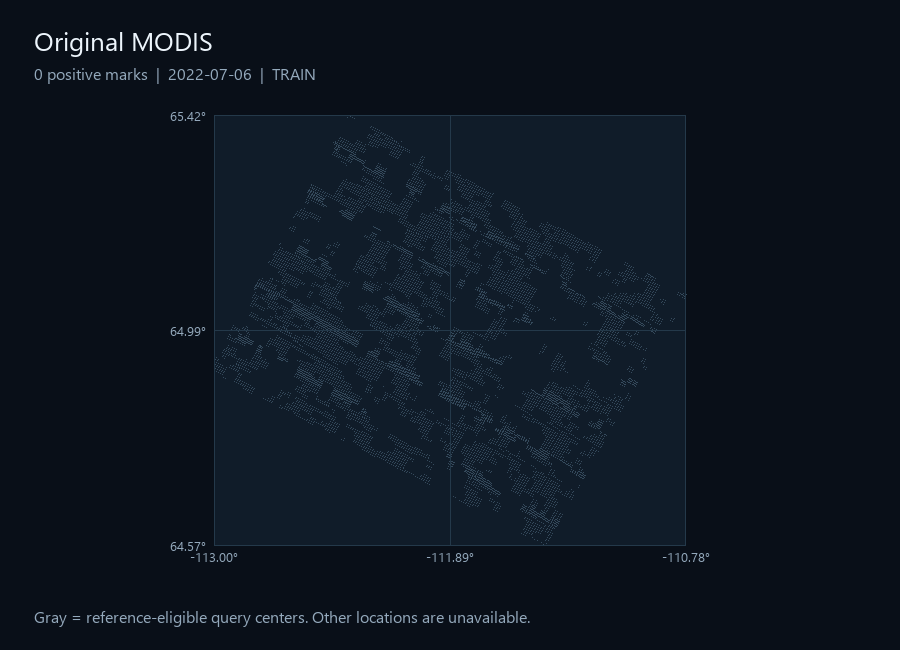 Original MODIS
0 positive marks | 2022-07-06 | TRAIN
65.42°
64.99°
64.57°
-113.00°
-111.89°
-110.78°
Gray = reference-eligible query centers. Other locations are unavailable.